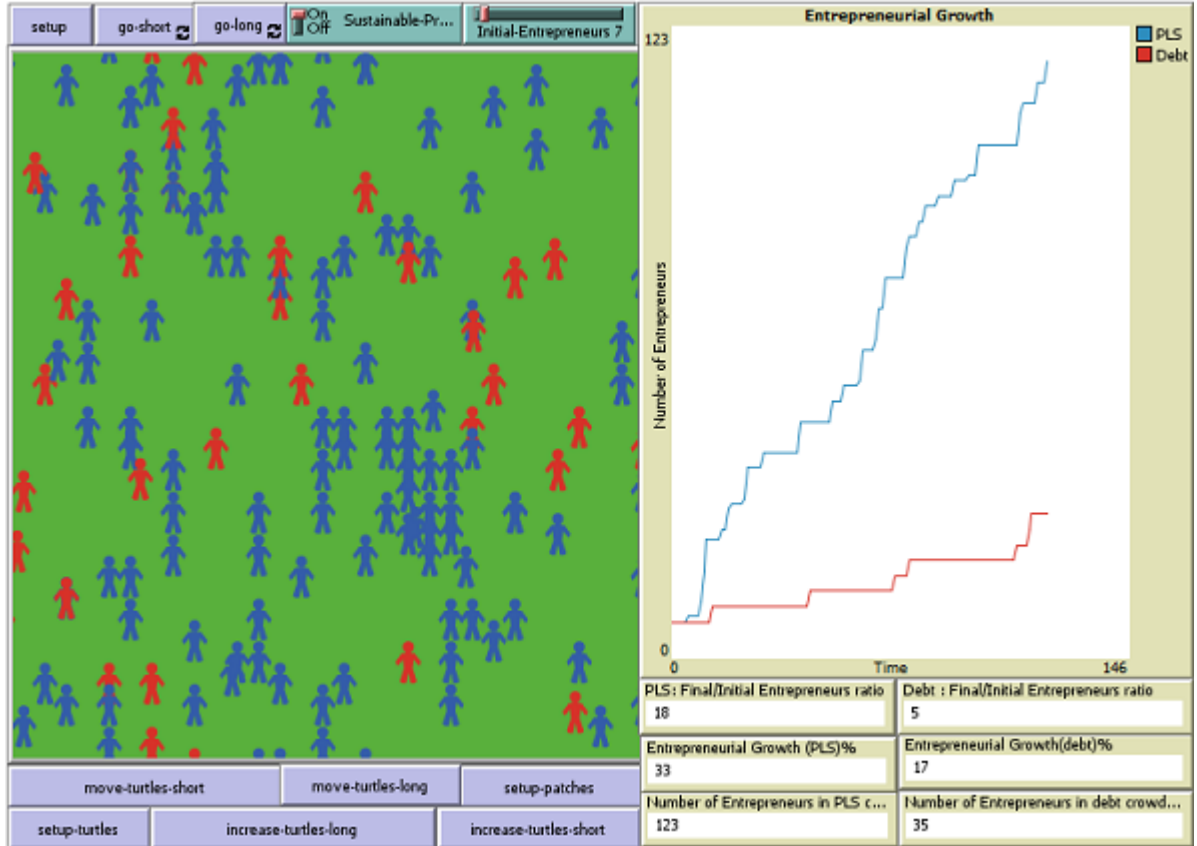 setup
go-short
go-long
On
Off
Sustainable-Pr...
Initial-Entrepreneurs 7
Entrepreneurial Growth
123
PLS
Debt
Number of Entrepreneurs
0
0
Time
146
PLS: Final/Initial Entrepreneurs ratio
18
Debt : Final/Initial Entrepreneurs ratio
5
Entrepreneurial Growth (PLS)%
33
Entrepreneurial Growth(debt)%
17
Number of Entrepreneurs in PLS c...
123
Number of Entrepreneurs in debt crowd...
35
move-turtles-short
move-turtles-long
setup-patches
setup-turtles
increase-turtles-long
increase-turtles-short